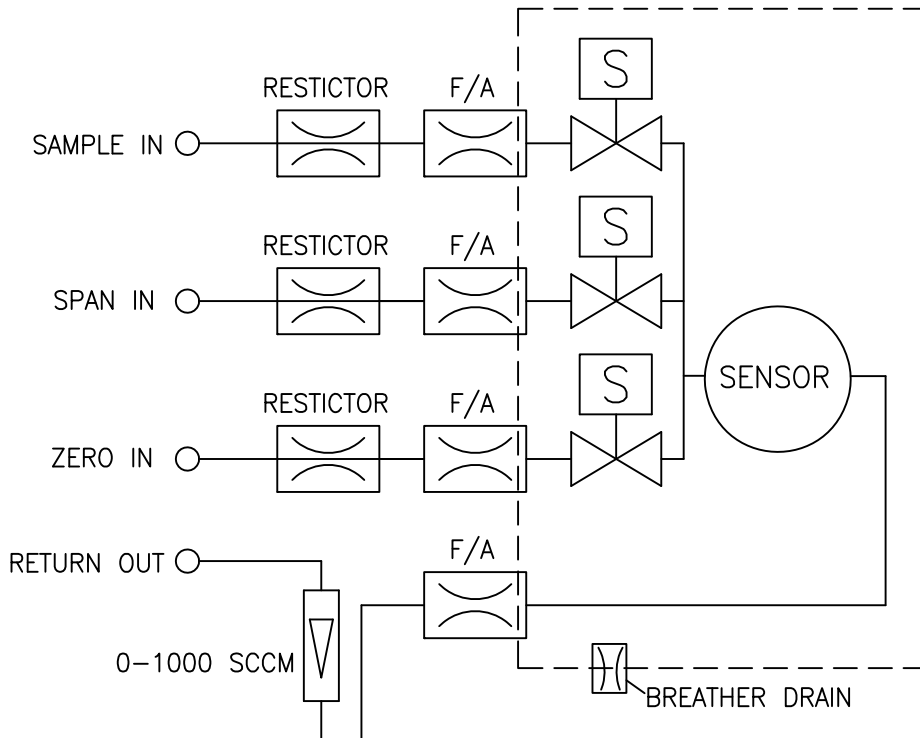 S
RESTICTOR F/A
SAMPLE IN
S
RESTICTOR F/A
SPAN IN
S
SENSOR
RESTICTOR F/A
ZERO IN
F/A
RETURN OUT
0-1000 SCCM
BREATHER DRAIN